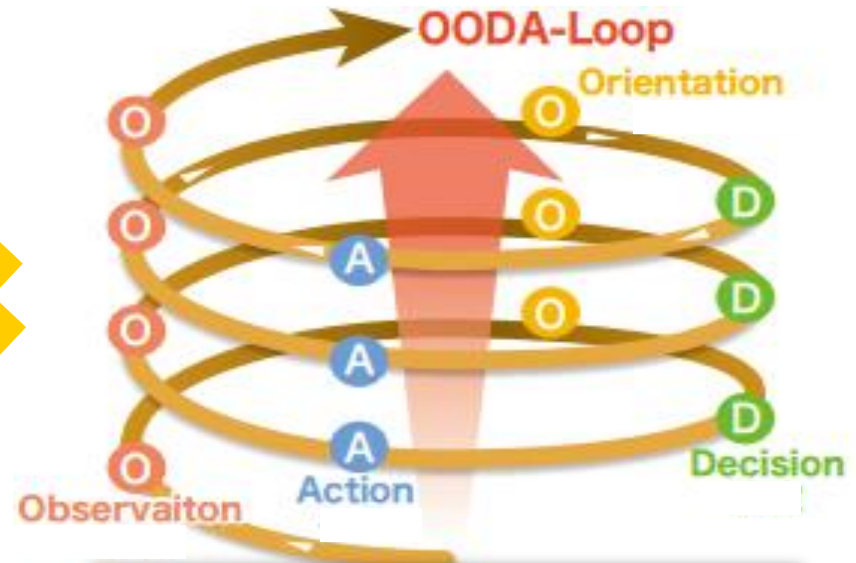 OODA-Loop
Orientation
O
O
D
O
A
O
D
O
O
A
D
A
O
Decision
Action
Observaiton